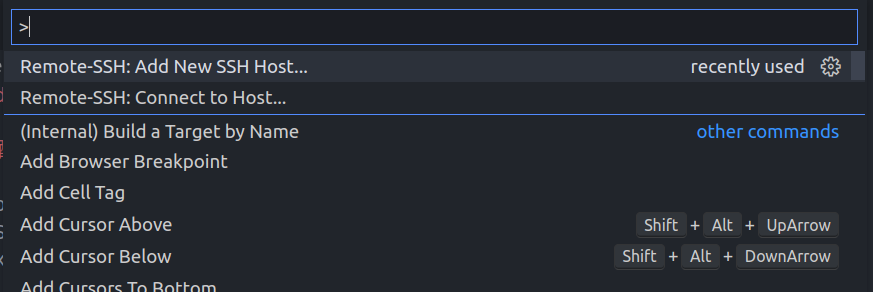 >
Remote-SSH: Add New SSH Host... recently used
Remote-SSH: Connect to Host...
(Internal) Build a Target by Name other commands
Add Browser Breakpoint
Add Cell Tag
Add Cursor Above Shift + Alt + UpArrow
Add Cursor Below Shift + Alt + DownArrow
Add Cursors To Bottom